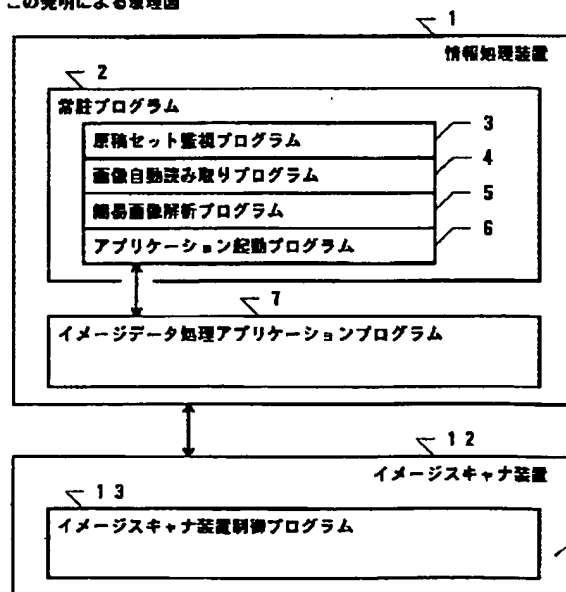 この発明による原理図
1
情報処理装置
2
常駐プログラム
原稿セット監視プログラム
3
画像自動読み取りプログラム
4
簡易画像解析プログラム
5
アプリケーション起動プログラム
6
7
イメージデータ処理アプリケーションプログラム
12
イメージスキャナ装置
13
イメージスキャナ装置制御プログラム